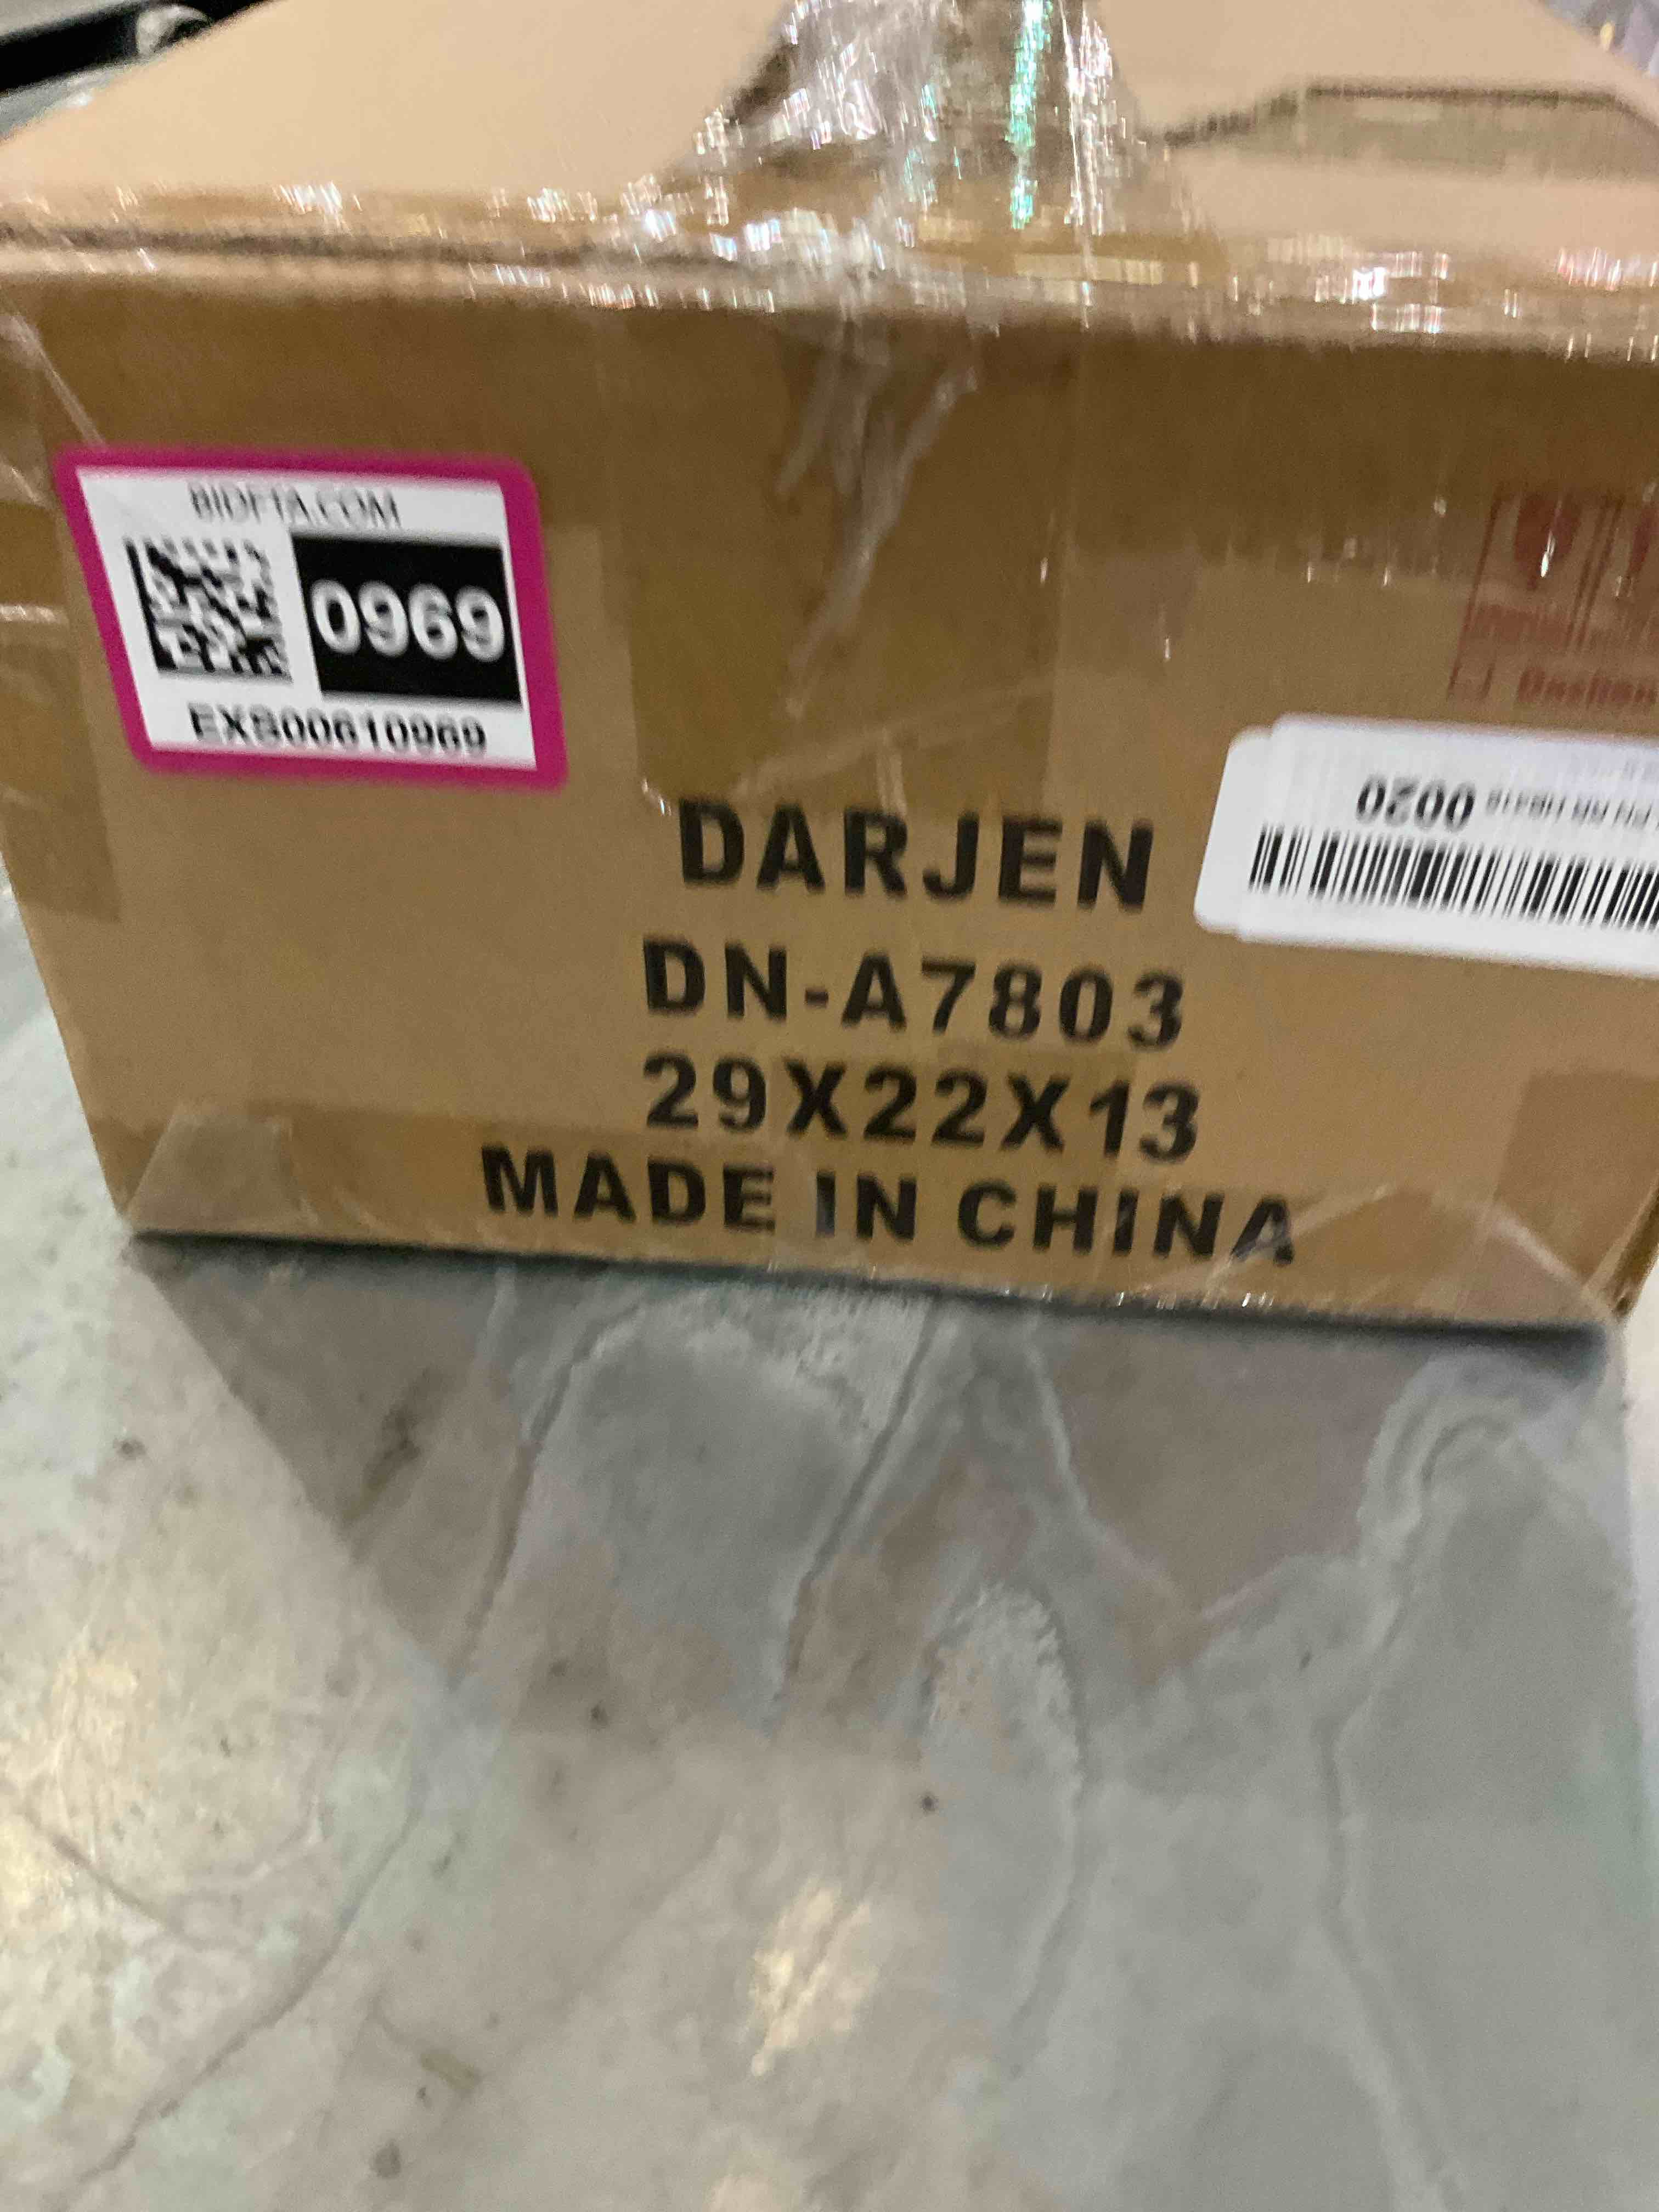 BIDFTA.COM
0969
EXS00610969
0020
DARJEN
DN-A7803
29X22X13
MADE IN CHINA